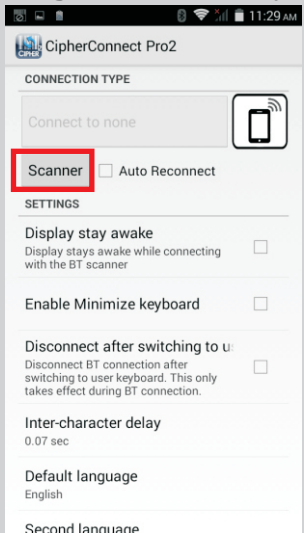 11:29 AM
CIPHER
CipherConnect Pro2
CONNECTION TYPE
Connect to none
Scanner
Auto Reconnect
SETTINGS
Display stay awake
Display stays awake while connecting
with the BT scanner
Enable Minimize keyboard
Disconnect after switching to u
Disconnect BT connection after
switching to user keyboard. This only
takes effect during BT connection.
Inter-character delay
0.07 sec
Default language
English
Second language